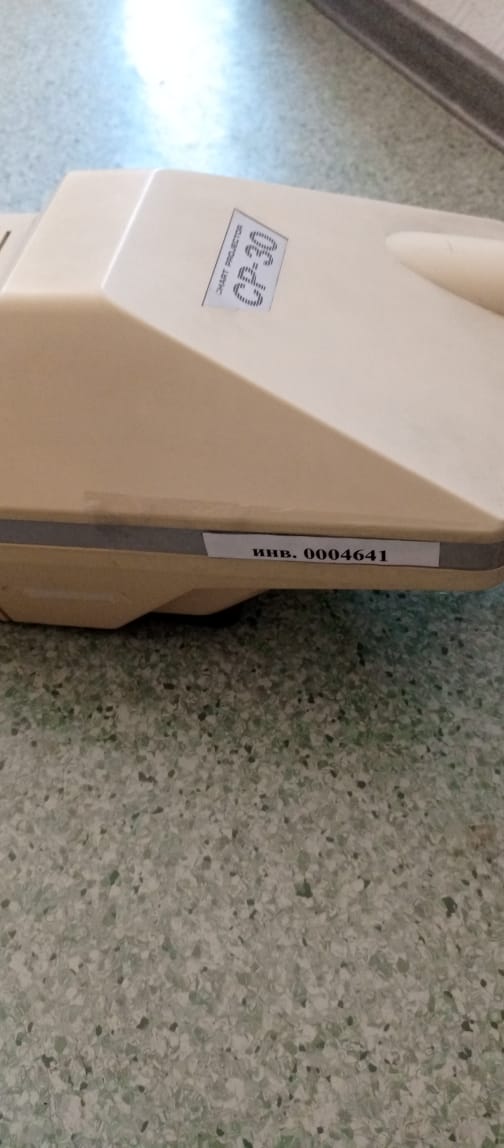 CHART PROJECTOR
CP-30
инв. 0004641